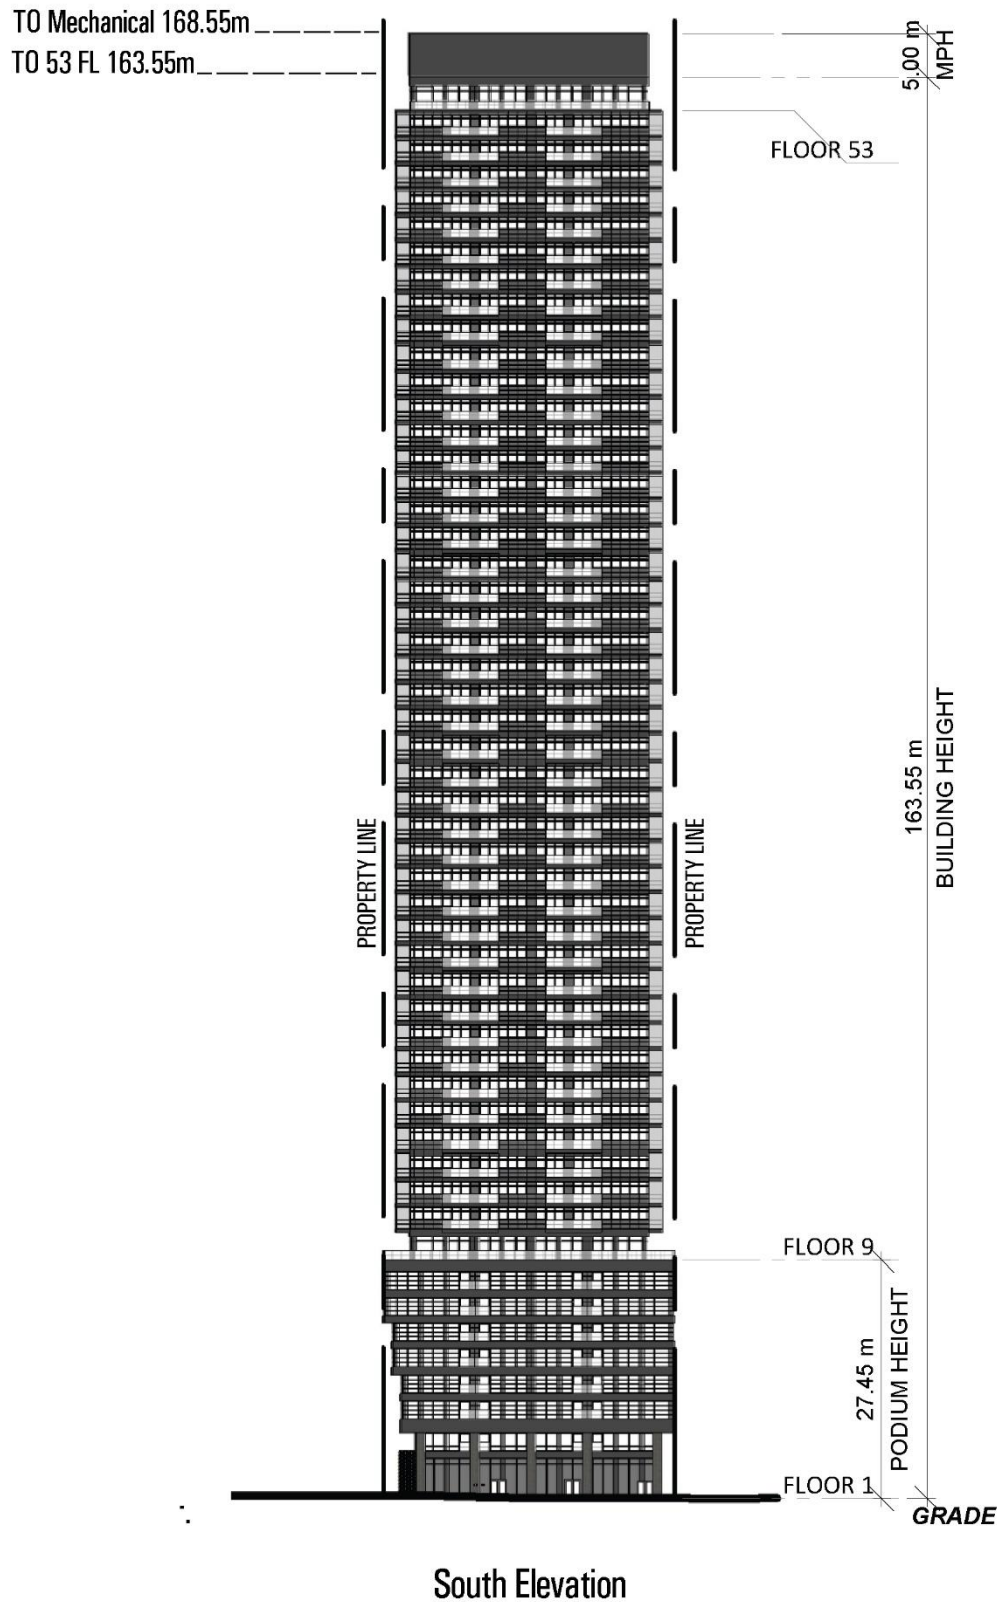 TO Mechanical 168.55m
TO 53 FL 163.55m
5.00 m
MPH
FLOOR 53
163.55 m
BUILDING HEIGHT
PROPERTY LINE
PROPERTY LINE
FLOOR 9
27.45 m
PODIUM HEIGHT
FLOOR 1
GRADE
South Elevation